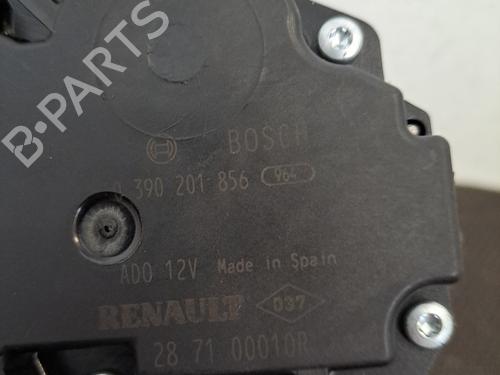 BOSCH
0 390 201 856 964
ADO 12V Made in Spain
RENAULT 037
28 71 00010R
B-PARTS